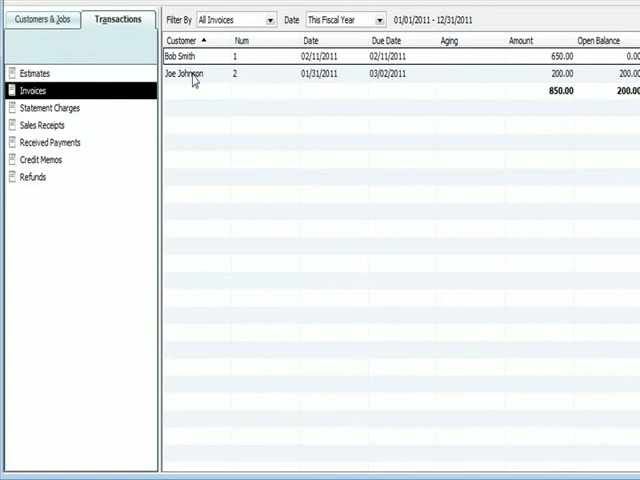 Customers & Jobs Transactions
Filter By All Invoices Date This Fiscal Year 01/01/2011 - 12/31/2011
Customer Num Date Due Date Aging Amount Open Balance
Bob Smith 1 02/11/2011 02/11/2011 650.00 0.00
Joe Johnson 2 01/31/2011 03/02/2011 200.00 200.00
850.00 200.00
Estimates
Invoices
Statement Charges
Sales Receipts
Received Payments
Credit Memos
Refunds